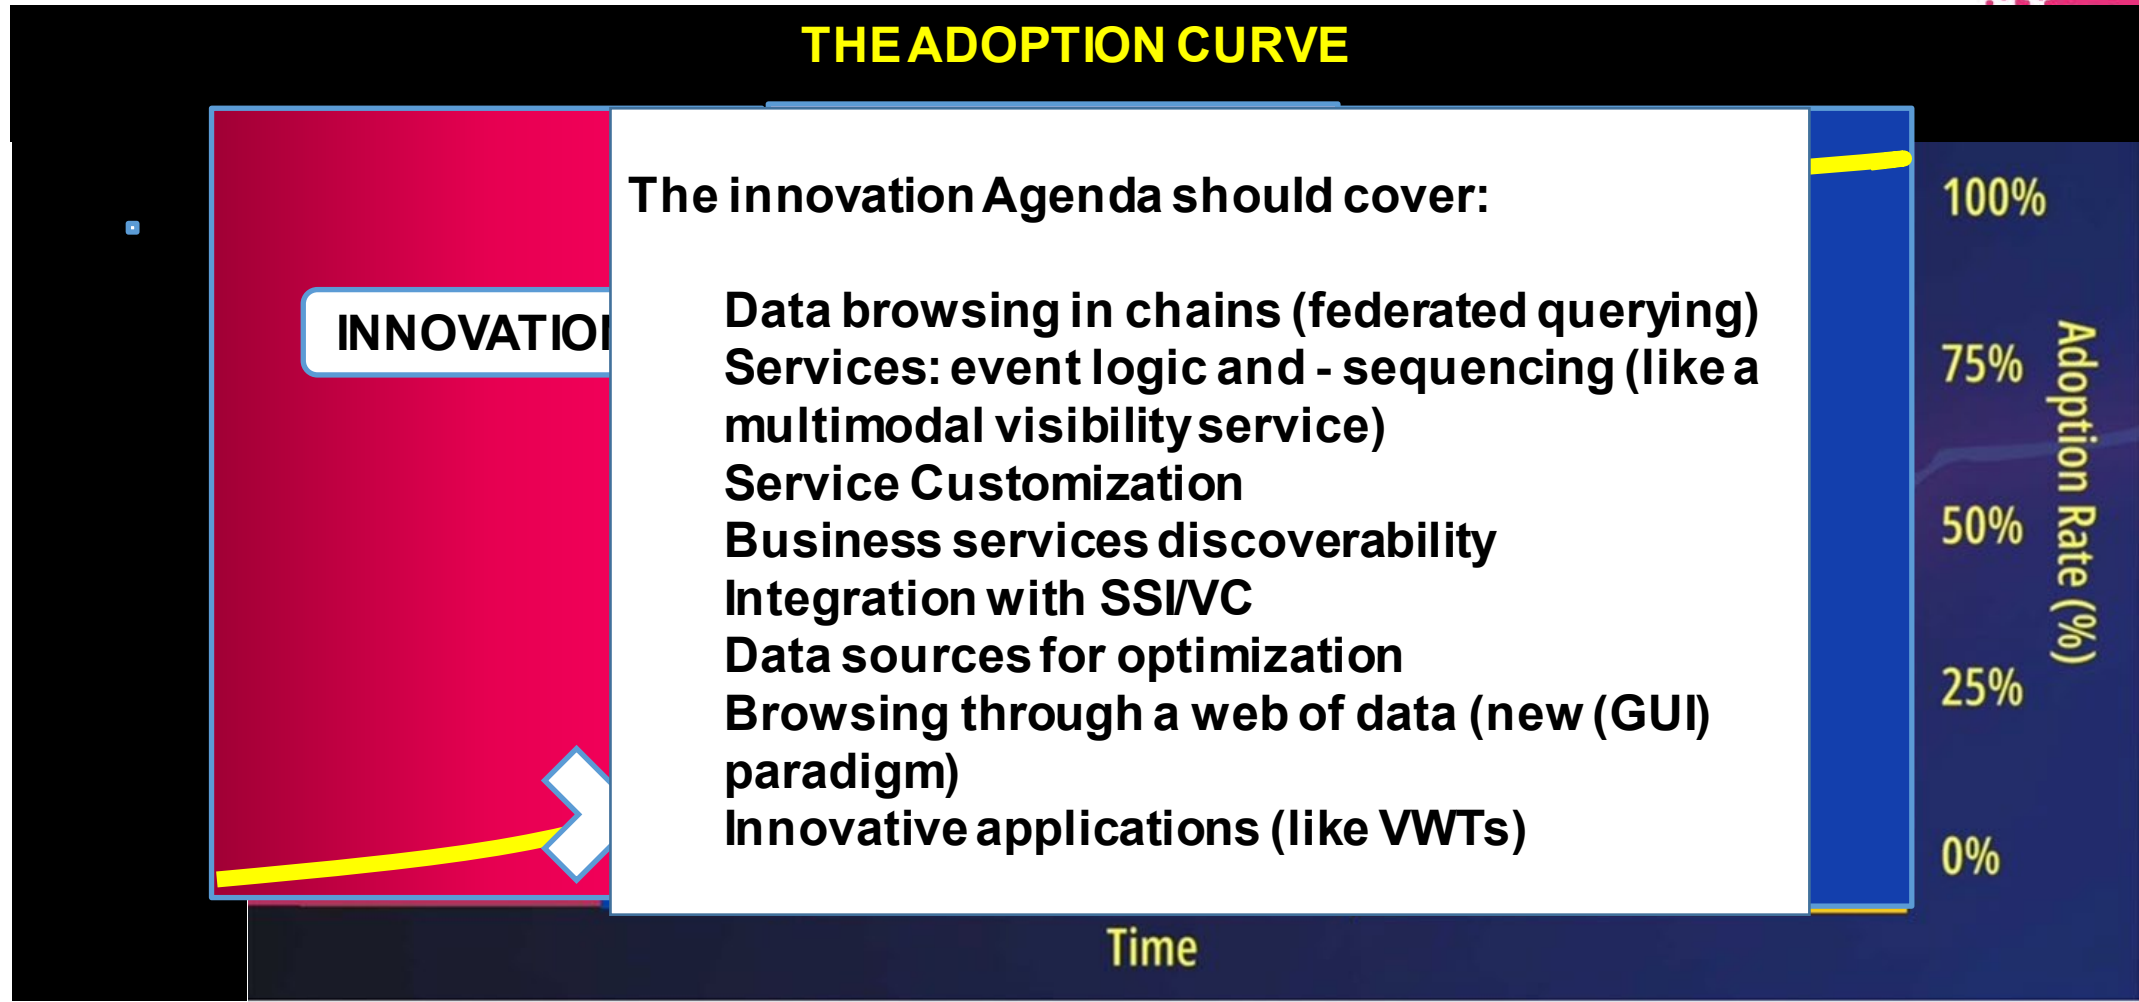 THE ADOPTION CURVE
The innovation Agenda should cover:
Data browsing in chains (federated querying)
Services: event logic and - sequencing (like a
multimodal visibility service)
Service Customization
Business services discoverability
Integration with SSI/VC
Data sources for optimization
Browsing through a web of data (new (GUI)
paradigm)
Innovative applications (like VWTs)
INNOVATIO
100%
75%
50%
25%
0%
Adoption Rate (%)
Time